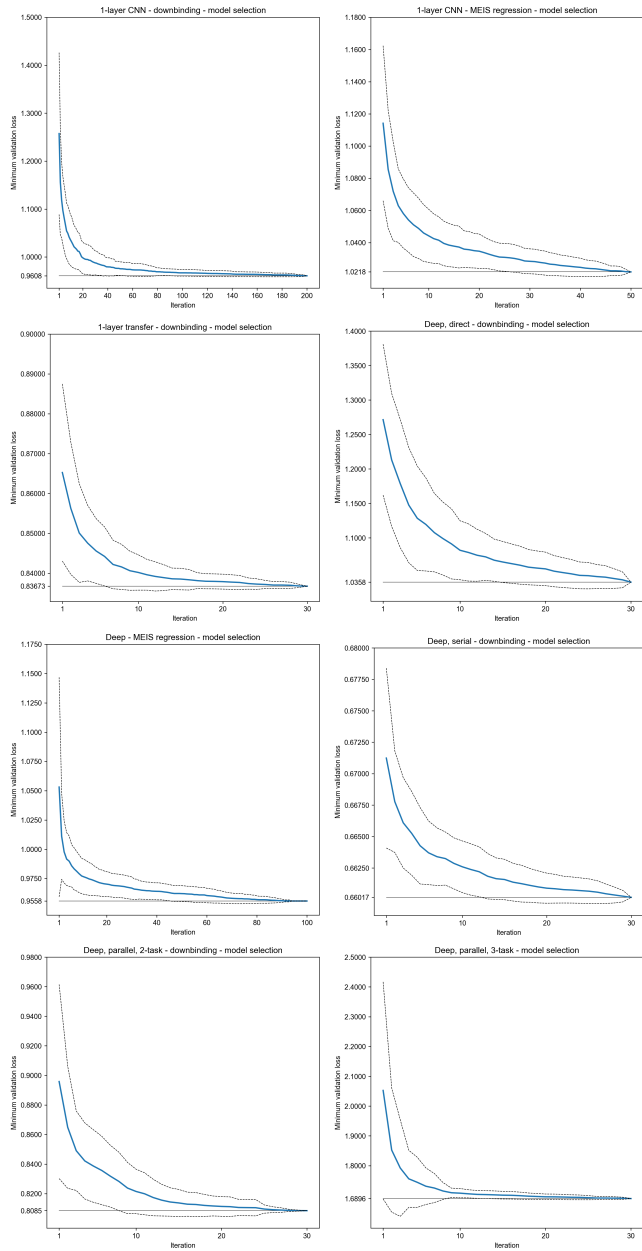 1-layer CNN - downbinding - model selection
Minimum validation loss
1.5000
1.4000
1.3000
1.2000
1.1000
1.0000
0.9608
1 20 40 60 80 100 120 140 160 180 200
Iteration
1-layer CNN - MEIS regression - model selection
Minimum validation loss
1.1800
1.1600
1.1400
1.1200
1.1000
1.0800
1.0600
1.0400
1.0218
1 10 20 30 40 50
Iteration
1-layer transfer - downbinding - model selection
Minimum validation loss
0.90000
0.89000
0.88000
0.87000
0.86000
0.85000
0.84000
0.83673
1 10 20 30
Iteration
Deep, direct - downbinding - model selection
Minimum validation loss
1.4000
1.3500
1.3000
1.2500
1.2000
1.1500
1.1000
1.0358
1 10 20 30
Iteration
Deep - MEIS regression - model selection
Minimum validation loss
1.1750
1.1500
1.1250
1.1000
1.0750
1.0500
1.0250
1.0000
0.9750
0.9558
1 20 40 60 80 100
Iteration
Deep, serial - downbinding - model selection
Minimum validation loss
0.68000
0.67750
0.67500
0.67250
0.67000
0.66750
0.66500
0.66250
0.66017
1 10 20 30
Iteration
Deep, parallel, 2-task - downbinding - model selection
Minimum validation loss
0.9800
0.9600
0.9400
0.9200
0.9000
0.8800
0.8600
0.8400
0.8200
0.8085
1 10 20 30
Iteration
Deep, parallel, 3-task - model selection
Minimum validation loss
2.5000
2.4000
2.3000
2.2000
2.1000
2.0000
1.9000
1.8000
1.6896
1 10 20 30
Iteration